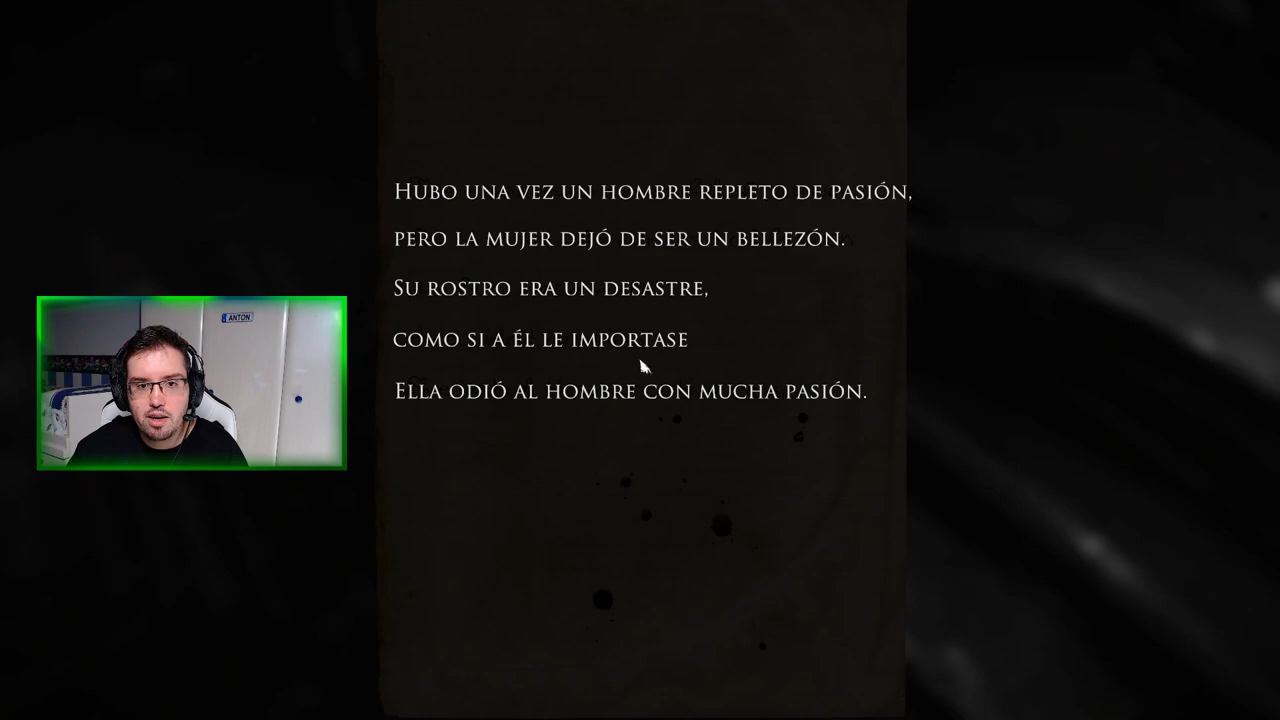 HUBO UNA VEZ UN HOMBRE REPLETO DE PASIÓN,
PERO LA MUJER DEJÓ DE SER UN BELLEZÓN.
SU ROSTRO ERA UN DESASTRE,
COMO SI A ÉL LE IMPORTASE
ELLA ODIÓ AL HOMBRE CON MUCHA PASIÓN.
ANTON